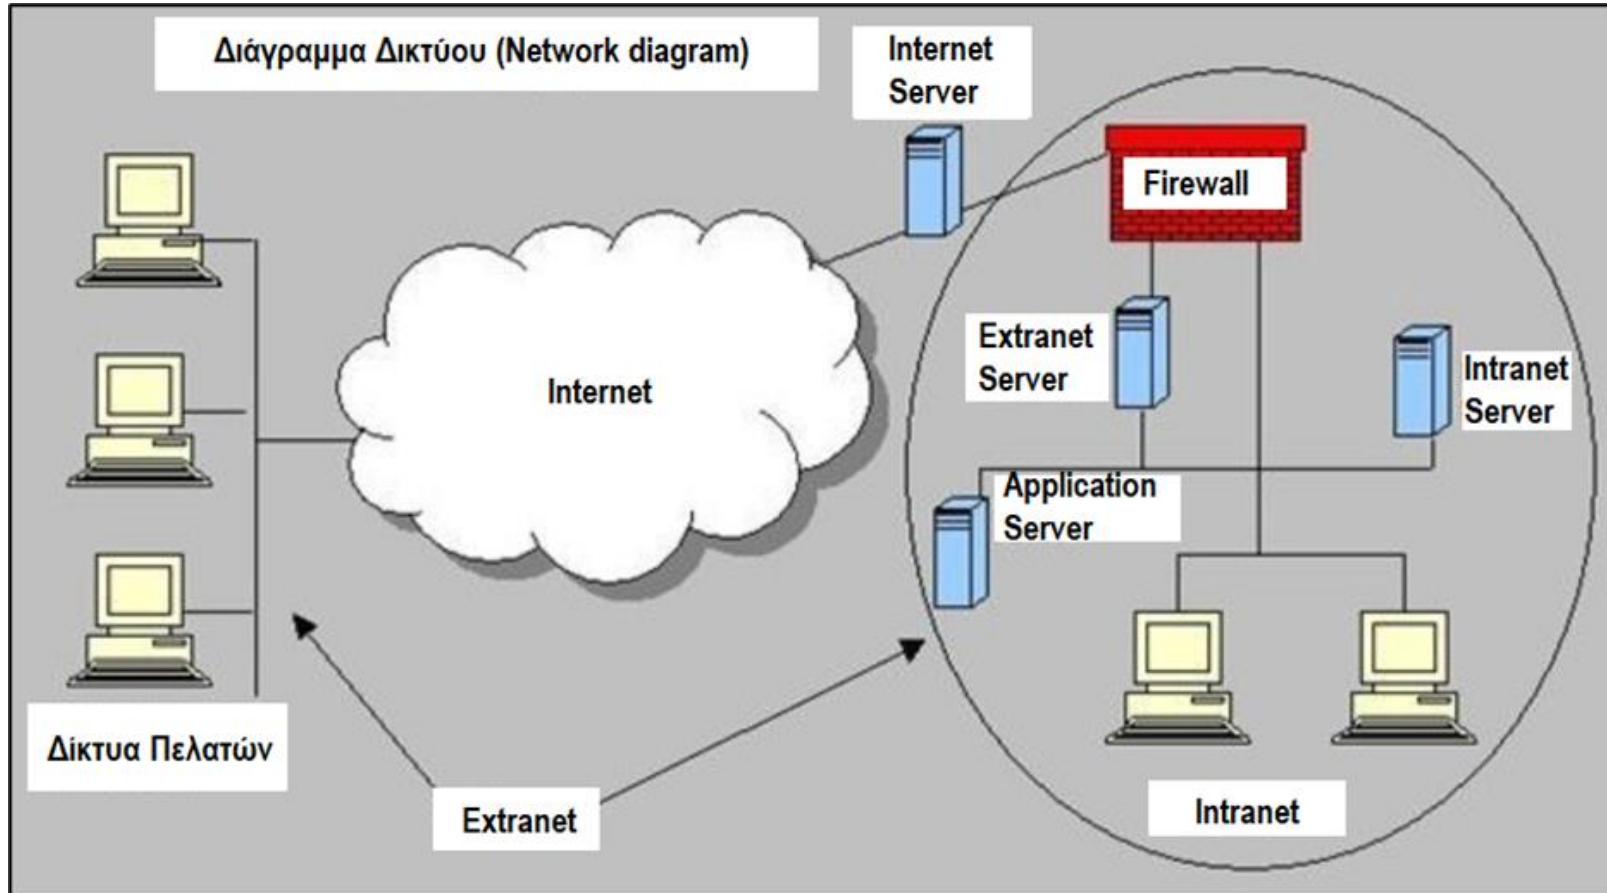 Διάγραμμα Δικτύου (Network diagram)
Internet
Server
Firewall
Extranet
Server
Intranet
Server
Internet
Application
Server
Δίκτυα Πελατών
Extranet
Intranet